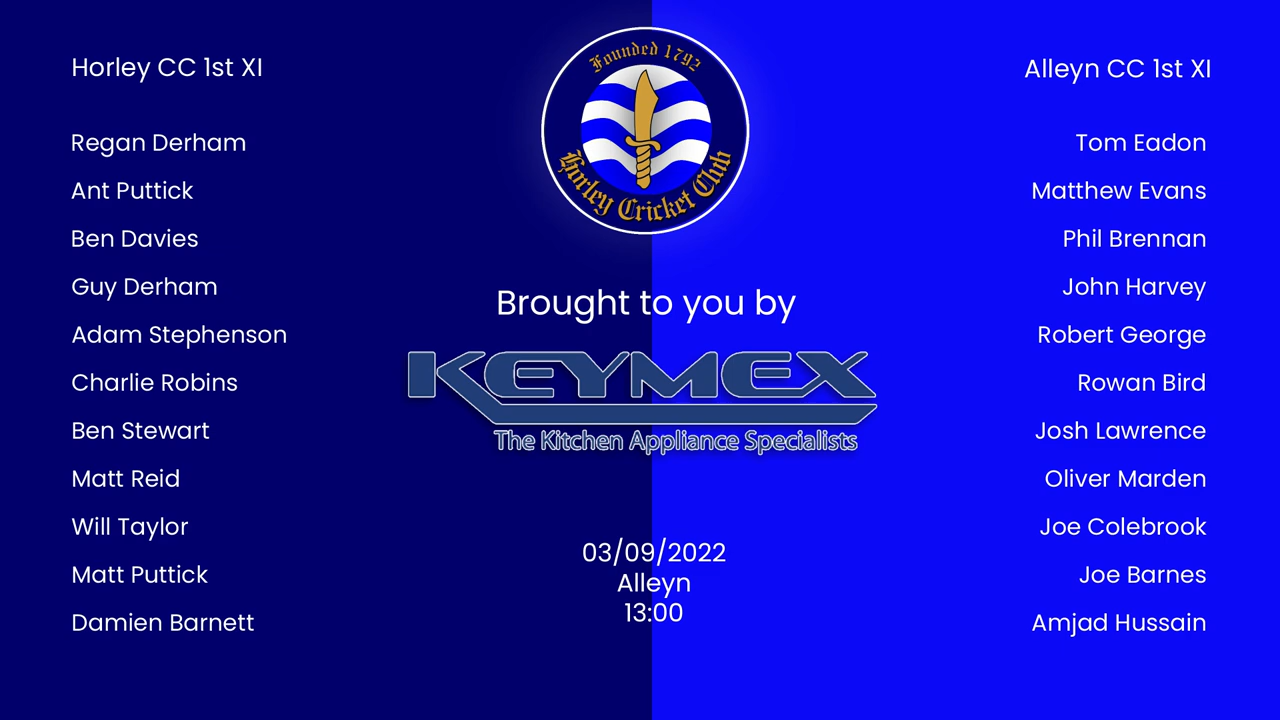 Horley CC 1st XI
Regan Derham
Ant Puttick
Ben Davies
Guy Derham
Adam Stephenson
Charlie Robins
Ben Stewart
Matt Reid
Will Taylor
Matt Puttick
Damien Barnett
Founded 1792
Horley Cricket Club
Brought to you by
KEYMEX
The Kitchen Appliance Specialists
03/09/2022
Alleyn
13:00
Alleyn CC 1st XI
Tom Eadon
Matthew Evans
Phil Brennan
John Harvey
Robert George
Rowan Bird
Josh Lawrence
Oliver Marden
Joe Colebrook
Joe Barnes
Amjad Hussain